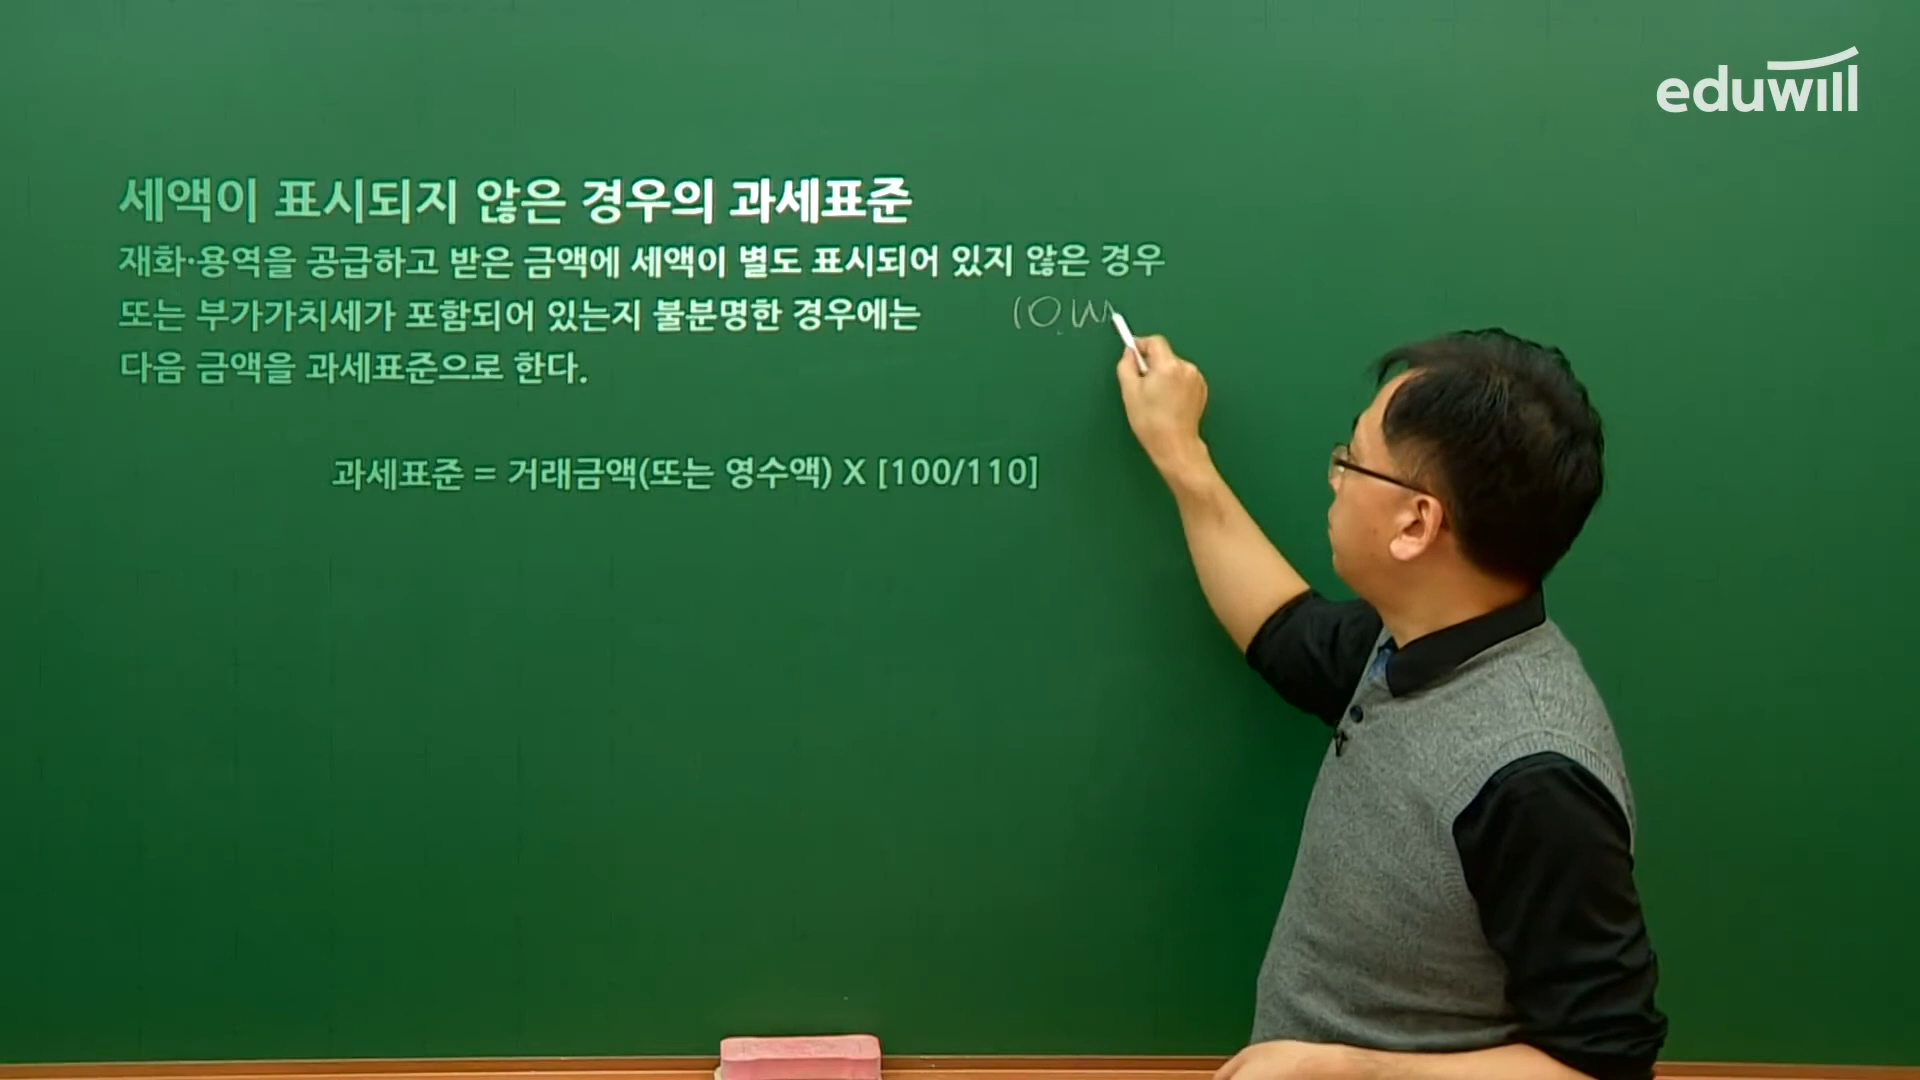 eduwill
세액이 표시되지 않은 경우의 과세표준
재화·용역을 공급하고 받은 금액에 세액이 별도 표시되어 있지 않은 경우
또는 부가가치세가 포함되어 있는지 불분명한 경우에는
다음 금액을 과세표준으로 한다.
과세표준 = 거래금액(또는 영수액) X [100/110]